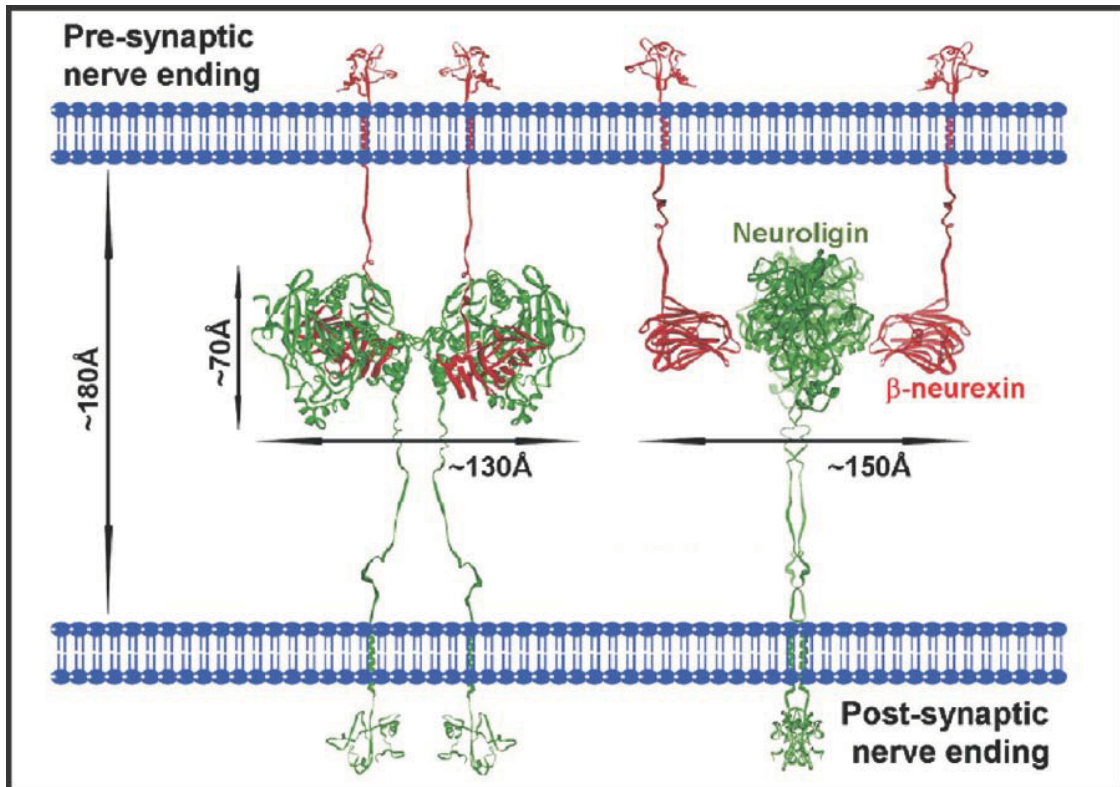 Pre-synaptic
nerve ending
Neuroligin
~70Å
~180Å
β-neurexin
~130Å
~150Å
Post-synaptic
nerve ending